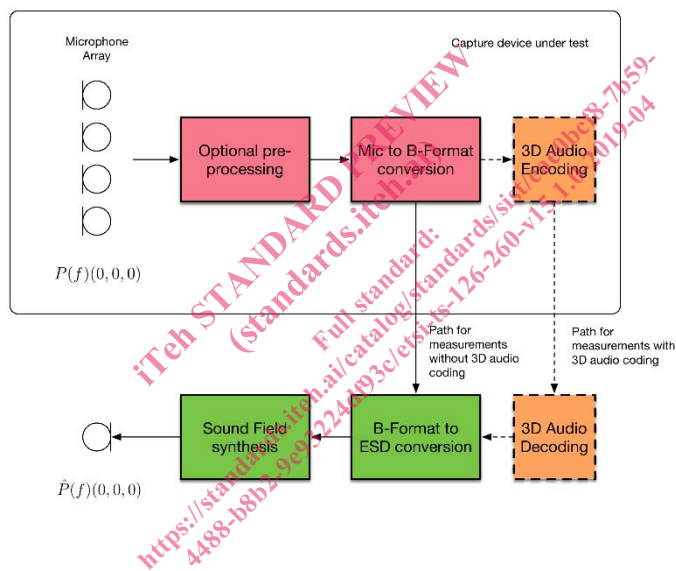 Microphone
Array
Capture device under test
Optional pre-
processing
Mic to B-Format
conversion
3D Audio
Encoding
P(f)(0, 0, 0)
Path for
measurements
without 3D audio
coding
Path for
measurements with
3D audio coding
Sound Field
synthesis
B-Format to
ESD conversion
3D Audio
Decoding
P̂(f)(0, 0, 0)
iTeh STANDARD PREVIEW
(standards.iteh.ai)
Full standard:
https://standards.iteh.ai/catalog/standards/sist/
4488-b8b2-9e93224df93c/etsi-ts-126-260-v15.1.0-2019-04